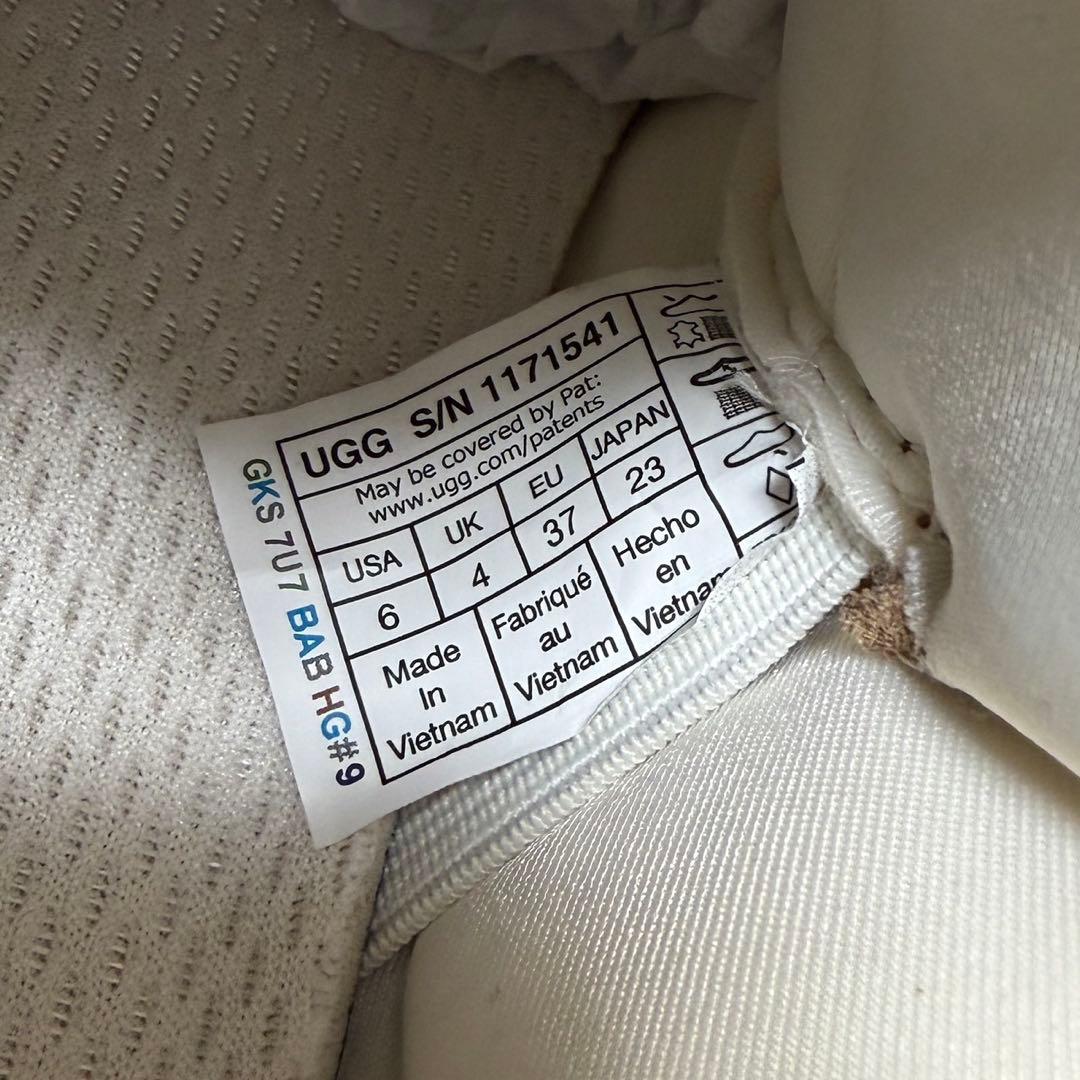 UGG S/N 1171541
May be covered by Pat:
www.ugg.com/patents
USA UK EU JAPAN
6 4 37 23
Made
In
Vietnam
Fabriqué
au
Vietnam
Hecho
en
GKS 7U7 BAB HG#9